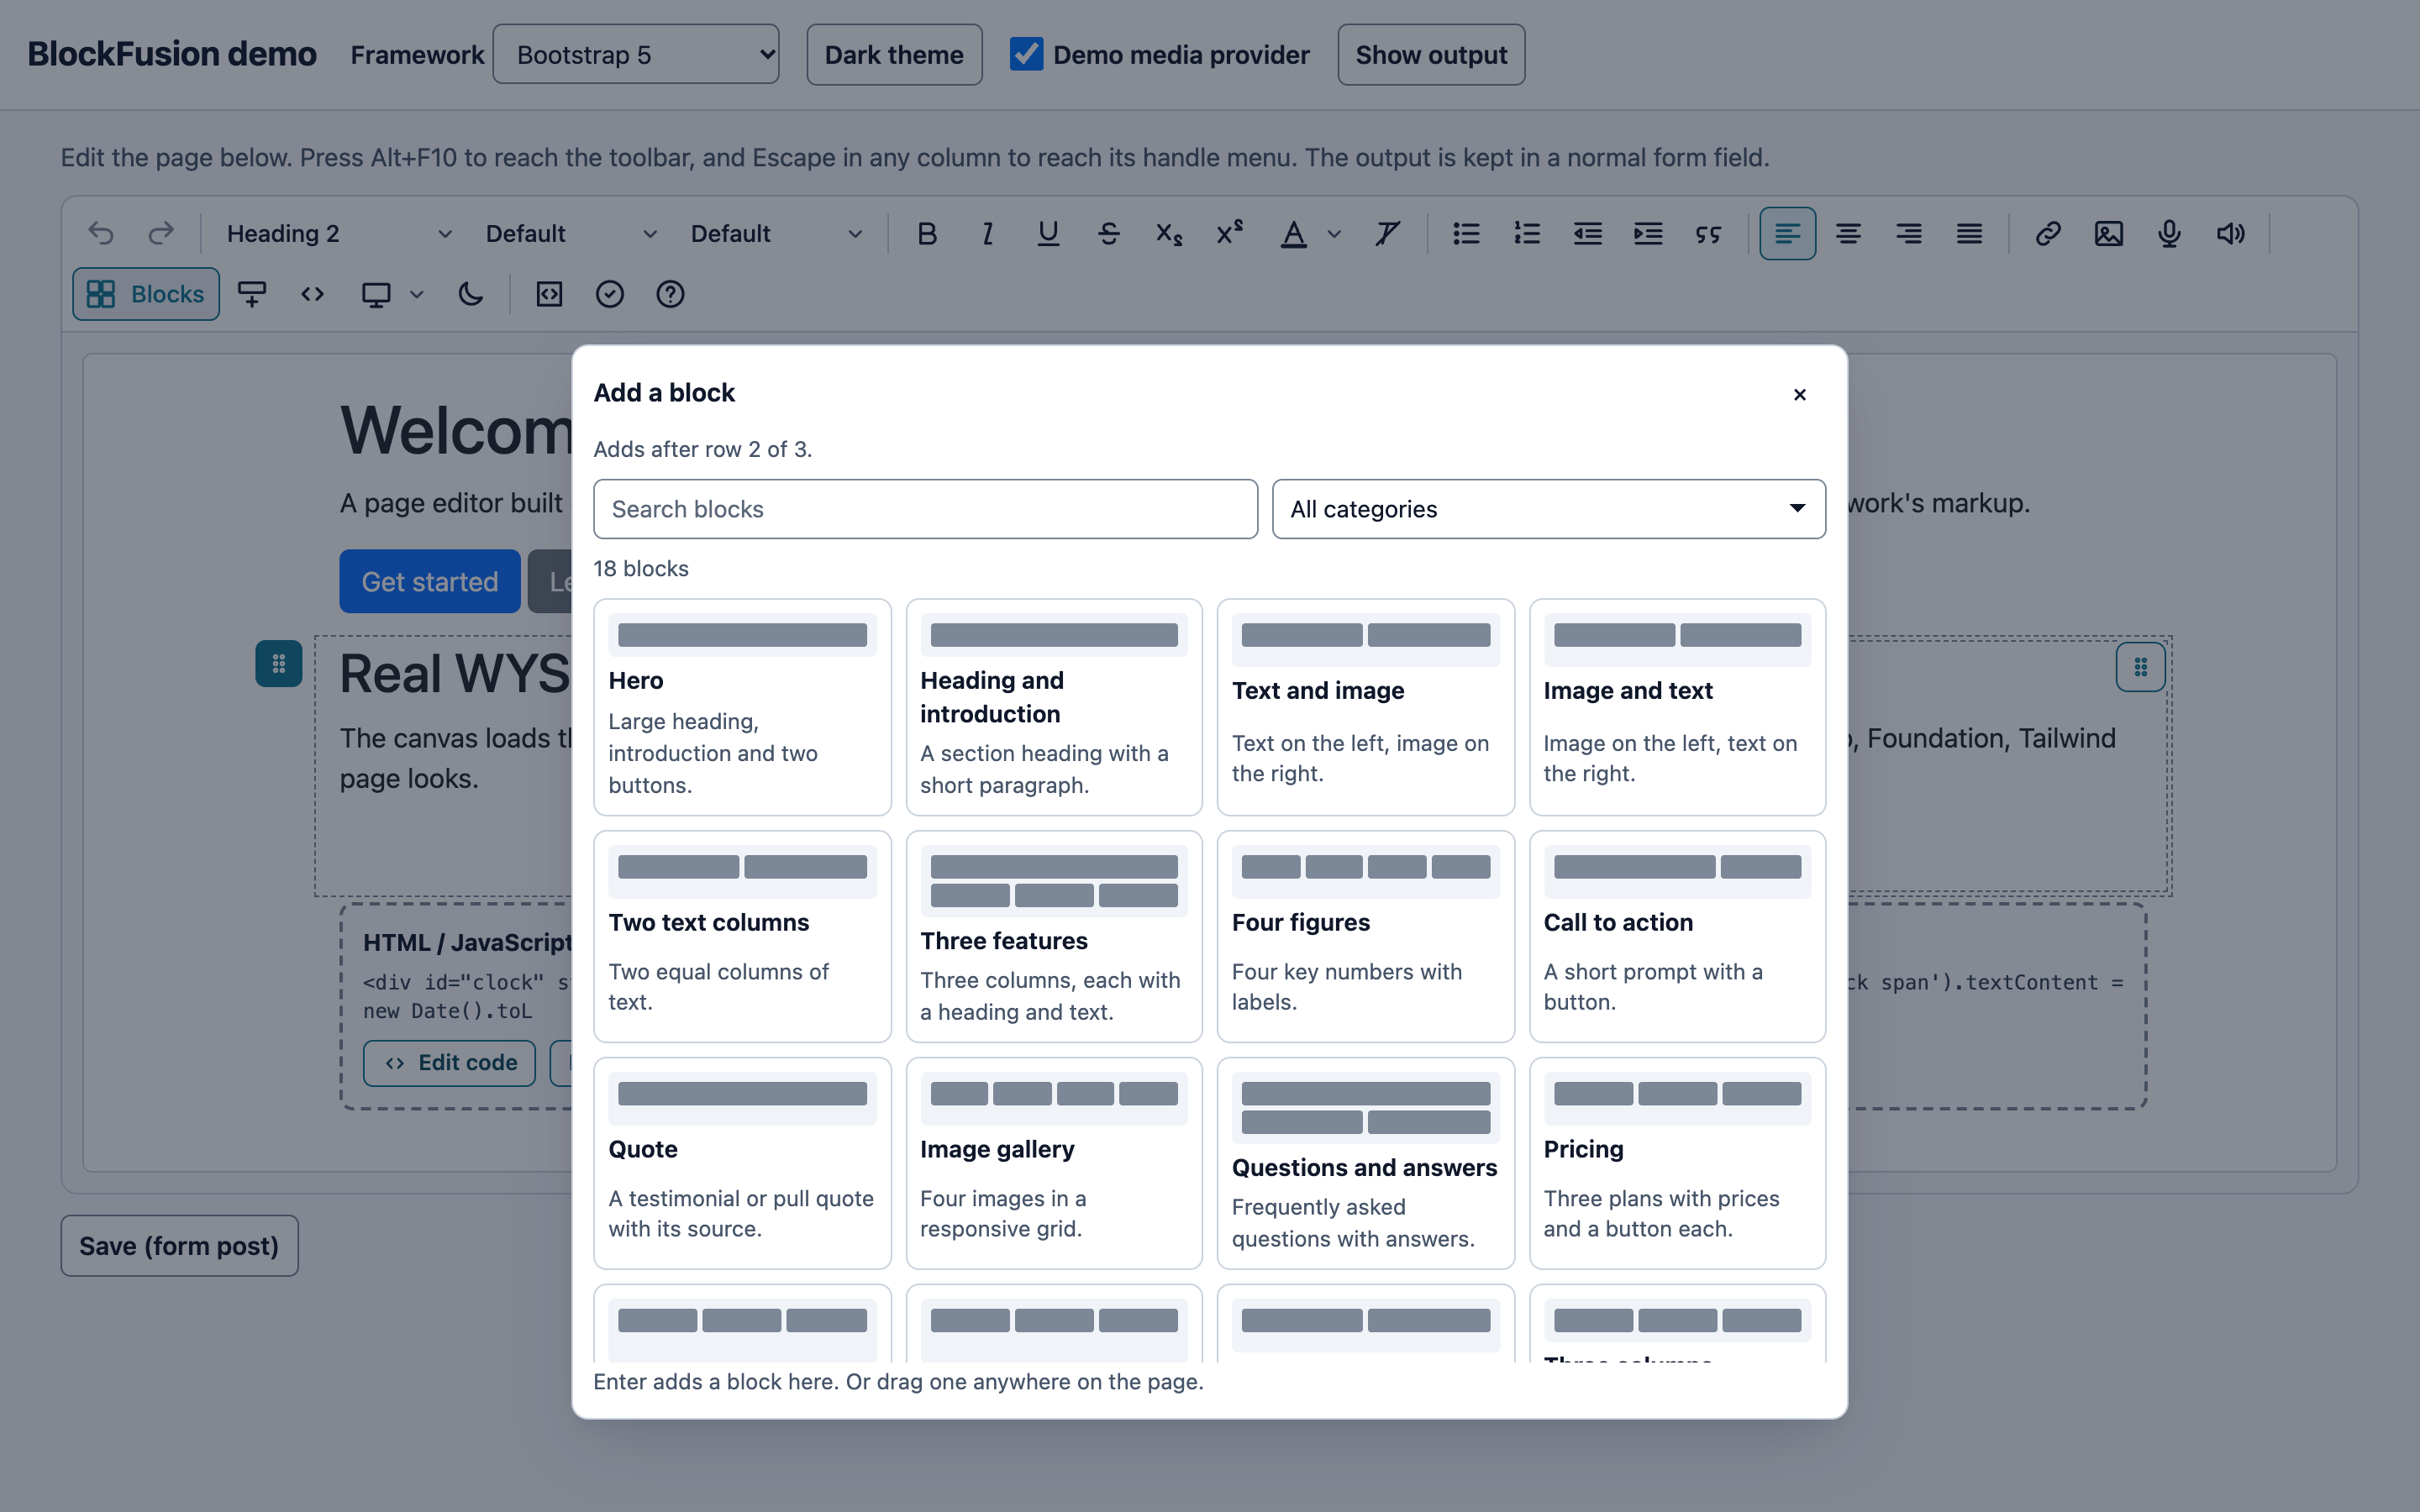 BlockFusion demo Framework Bootstrap 5 Dark theme Demo media provider Show output
Edit the page below. Press Alt+F10 to reach the toolbar, and Escape in any column to reach its handle menu. The output is kept in a normal form field.
Heading 2 Default Default
Blocks
Add a block
×
Welcom
Adds after row 2 of 3.
A page editor built
work's markup.
Search blocks All categories
18 blocks
Get started
Hero
Large heading,
introduction and two
buttons.
Heading and
introduction
A section heading with a
short paragraph.
Text and image
Text on the left, image on
the right.
Image and text
Image on the left, text on
the right.
Real WYS
The canvas loads
, Foundation, Tailwind
page looks.
Two text columns
Two equal columns of
text.
Three features
Three columns, each with
a heading and text.
Four figures
Four key numbers with
labels.
Call to action
A short prompt with a
button.
HTML / JavaScript
<div id="clock" s
ck span').textContent =
new Date().toL
Edit code
Quote
A testimonial or pull quote
with its source.
Image gallery
Four images in a
responsive grid.
Questions and answers
Frequently asked
questions with answers.
Pricing
Three plans with prices
and a button each.
Enter adds a block here. Or drag one anywhere on the page.
Save (form post)